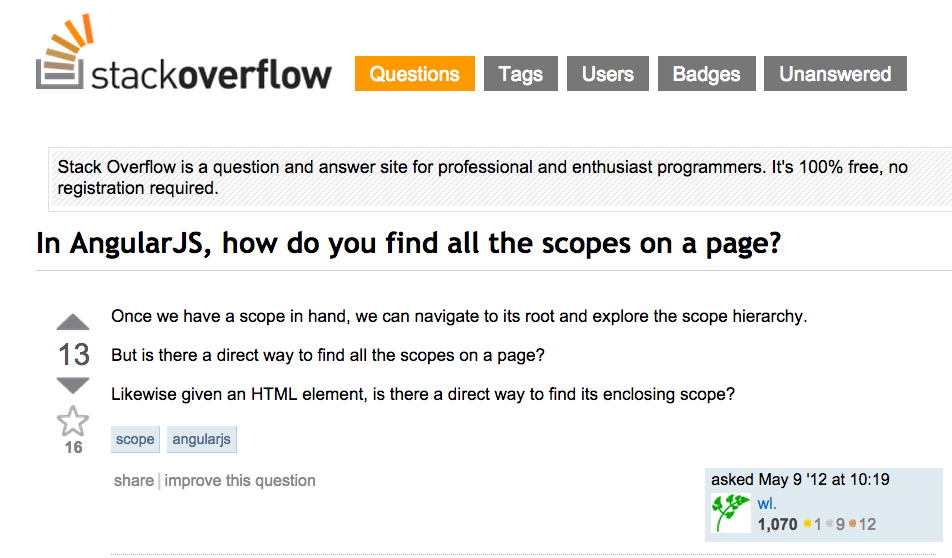 stackoverflow
Questions Tags Users Badges Unanswered
Stack Overflow is a question and answer site for professional and enthusiast programmers. It's 100% free, no
registration required.
In AngularJS, how do you find all the scopes on a page?
Once we have a scope in hand, we can navigate to its root and explore the scope hierarchy.
13
But is there a direct way to find all the scopes on a page?
Likewise given an HTML element, is there a direct way to find its enclosing scope?
16
scope angularjs
share improve this question
asked May 9 '12 at 10:19
wl.
1,070 1 9 12